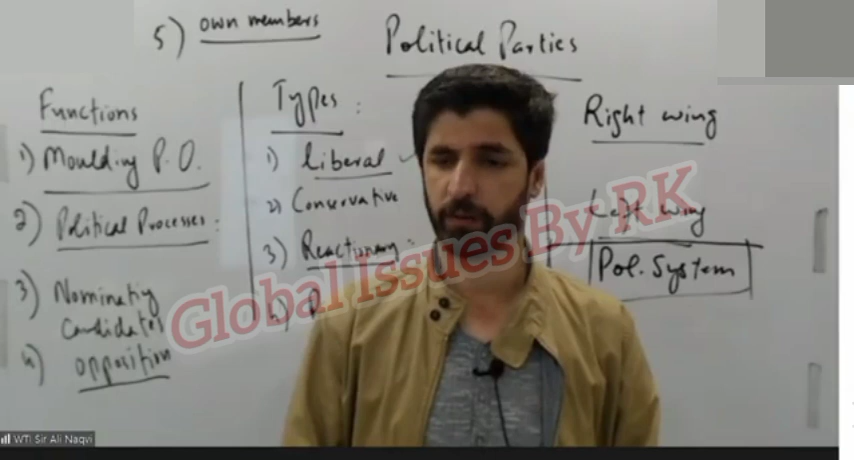 5) own members
Political Parties
Functions
1) Moulding P.O.
2) Political Processes:
3) Nominating
Candidates
4) opposition
Types :
1) liberal
2) Conservative
3) Reactionary:
4) R
Right wing
Left wing
Pol. System
Global Issues By RK
WTI Sir Ali Naqvi